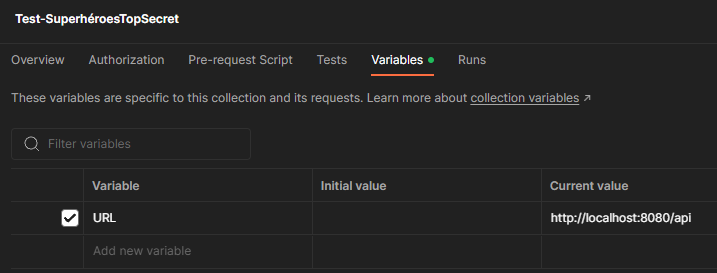 Test-SuperhéroesTopSecret
Overview Authorization Pre-request Script Tests Variables Runs
These variables are specific to this collection and its requests. Learn more about collection variables ↗
Filter variables
Variable Initial value Current value
URL http://localhost:8080/api
Add new variable